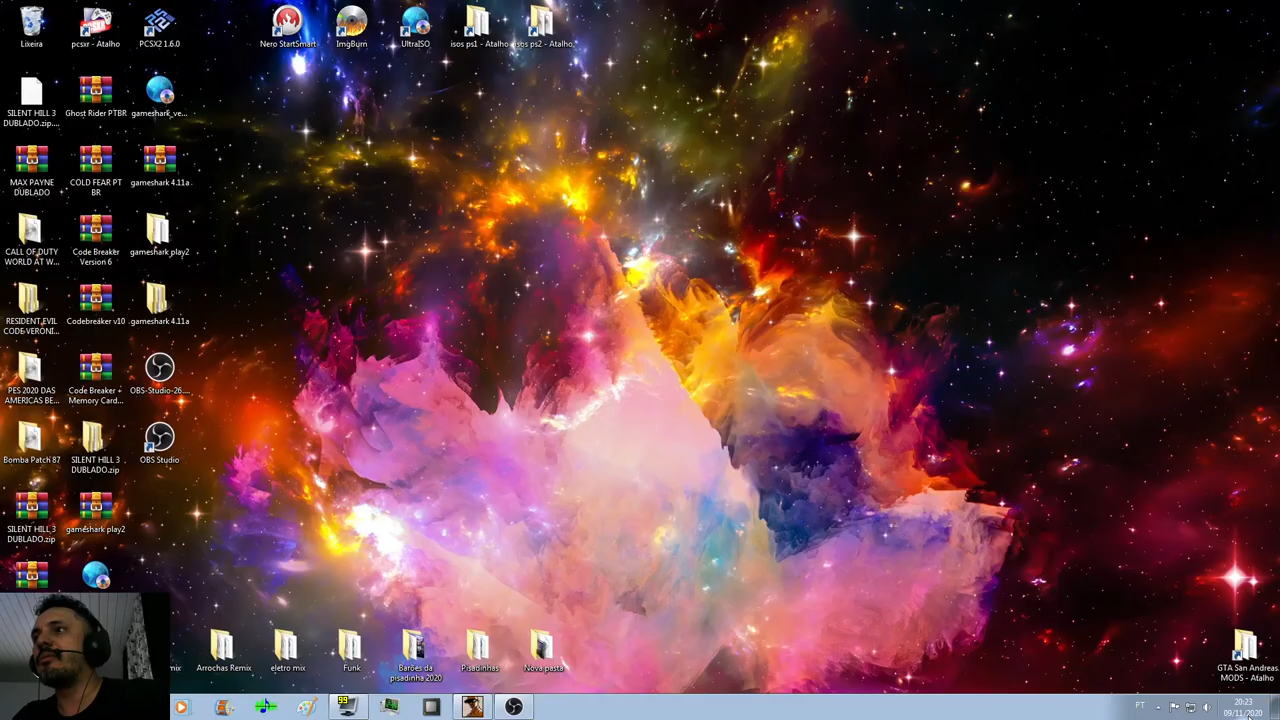 Lixeira
pcsxr - Atalho
PCSX2 1.6.0
Nero StartSmart
ImgBurn
UltraISO
isos ps1 - Atalho
isos ps2 - Atalho
SILENT HILL 3
DUBLADO.zip....
Ghost Rider PTBR
gameshark_ve...
MAX PAYNE
DUBLADO
COLD FEAR PT
BR
gameshark 4.11a
CALL OF DUTY
WORLD AT W...
Code Breaker
Version 6
gameshark play2
RESIDENT EVIL
CODE VERONI...
Codebreaker v10
gameshark 4.11a
PES 2020 DAS
AMERICAS BE...
Code Breaker +
Memory Card...
OBS-Studio-26....
Bomba Patch 87
SILENT HILL 3
DUBLADO.zip
OBS Studio
SILENT HILL 3
DUBLADO.zip
gameshark play2
mix
Arrochas Remix
eletro mix
Funk
Barões da
pisadinha 2020
Pisadinhas
Nova pasta
GTA San Andreas
MODS - Atalho
99
PT
20:23
09/11/2020